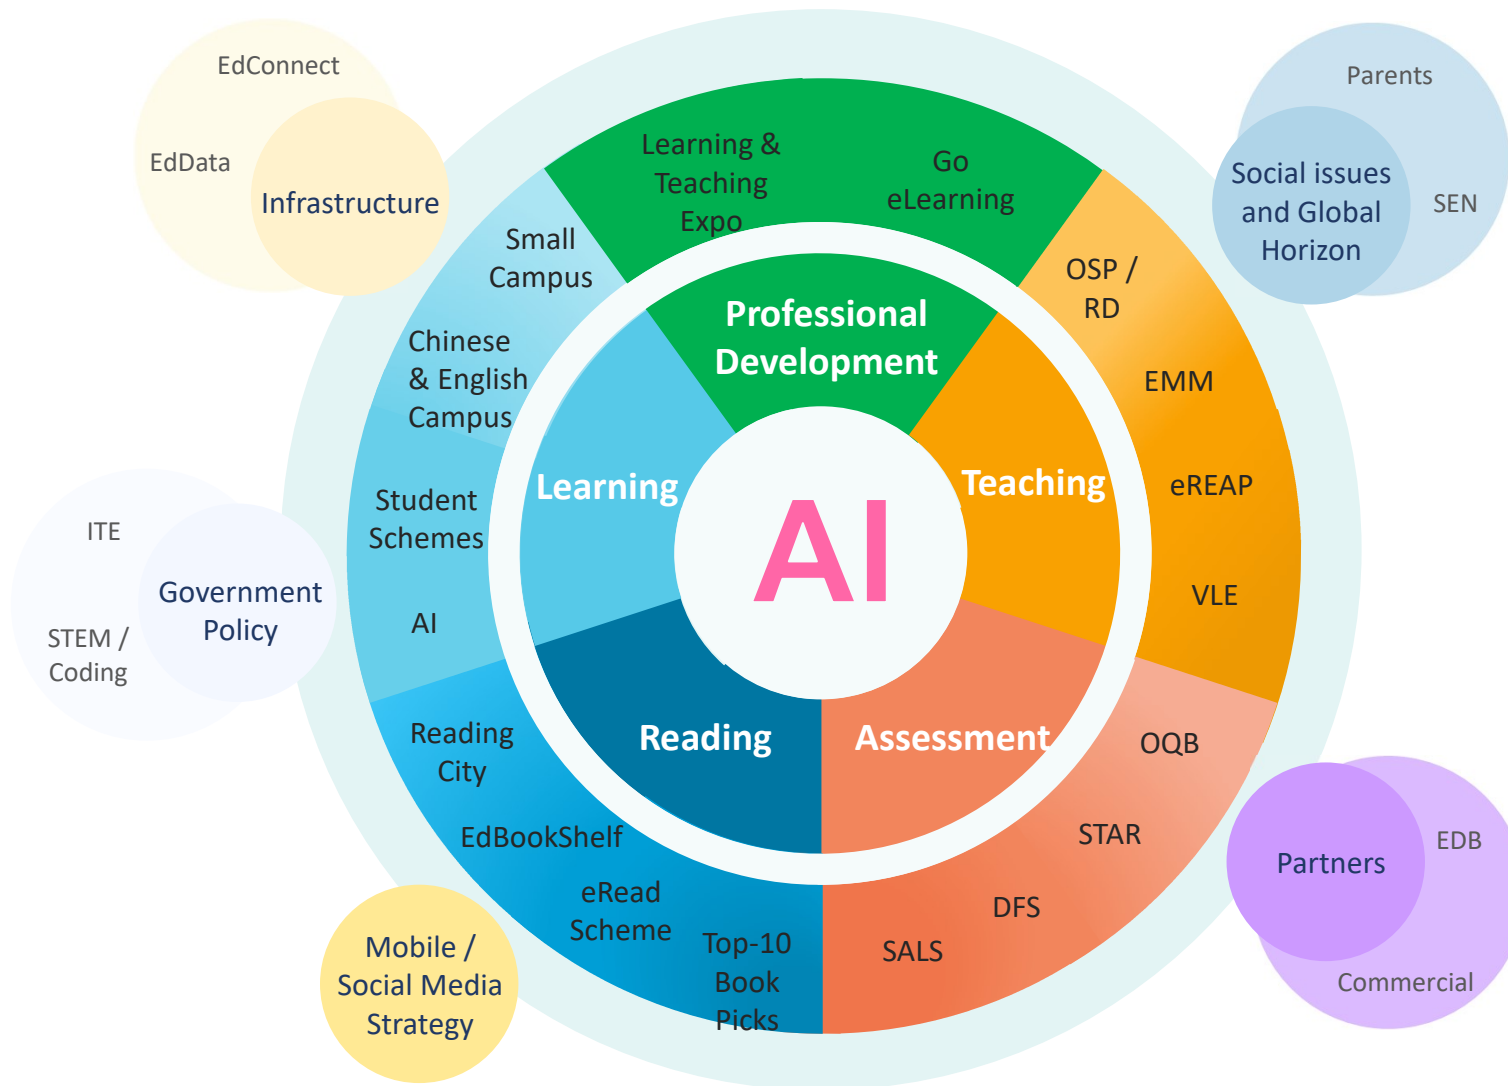 EdConnect
EdData
Infrastructure
Parents
Social issues
and Global
Horizon
SEN
Learning &
Teaching
Expo
Go
eLearning
Small
Campus
Chinese
& English
Campus
Student
Schemes
AI
OSP /
RD
EMM
eREAP
VLE
Professional
Development
Learning
Teaching
AI
Reading
Assessment
ITE
STEM /
Coding
Government
Policy
Reading
City
EdBookShelf
eRead
Scheme
Top-10
Book
Picks
OQB
STAR
DFS
SALS
Mobile /
Social Media
Strategy
Partners
EDB
Commercial